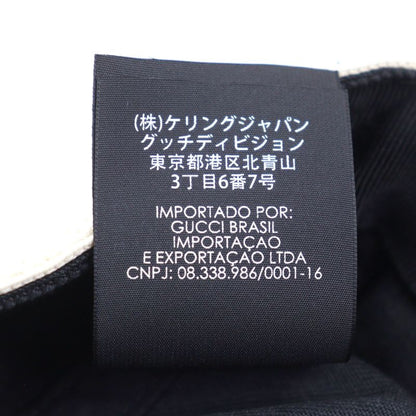 (株)ケリングジャパン
グッチディビジョン
東京都港区北青山
3丁目6番7号
IMPORTADO POR:
GUCCI BRASIL
IMPORTAÇAO
E EXPORTAÇAO LTDA
CNPJ: 08.338.986/0001-16